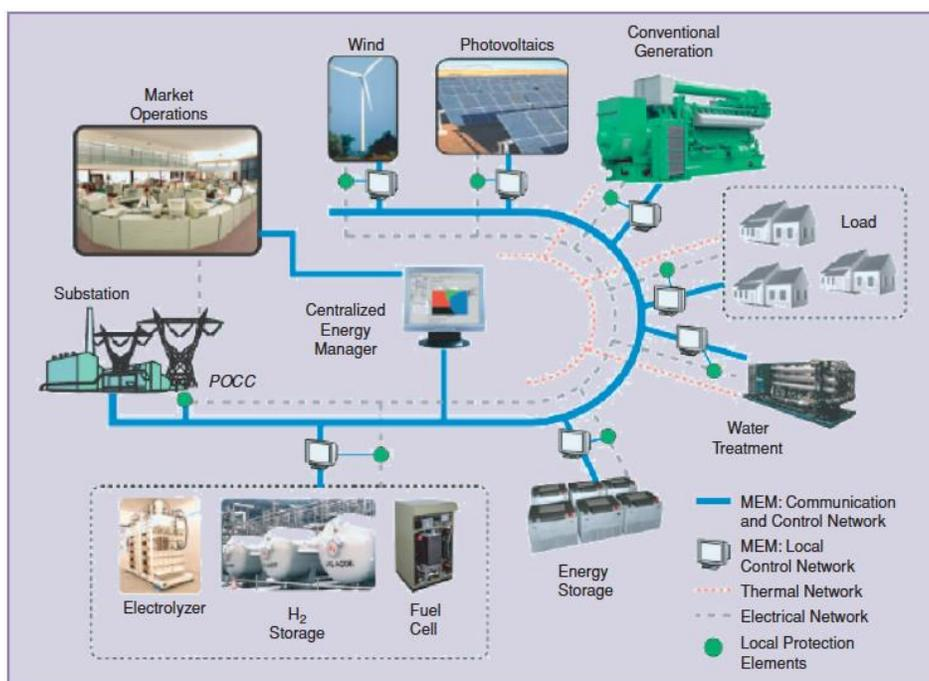 Wind
Photovoltaics
Conventional
Generation
Market
Operations
Load
Substation
Centralized
Energy
Manager
POCC
Water
Treatment
Electrolyzer
H₂
Storage
Fuel
Cell
Energy
Storage
MEM: Communication
and Control Network
MEM: Local
Control Network
Thermal Network
Electrical Network
Local Protection
Elements